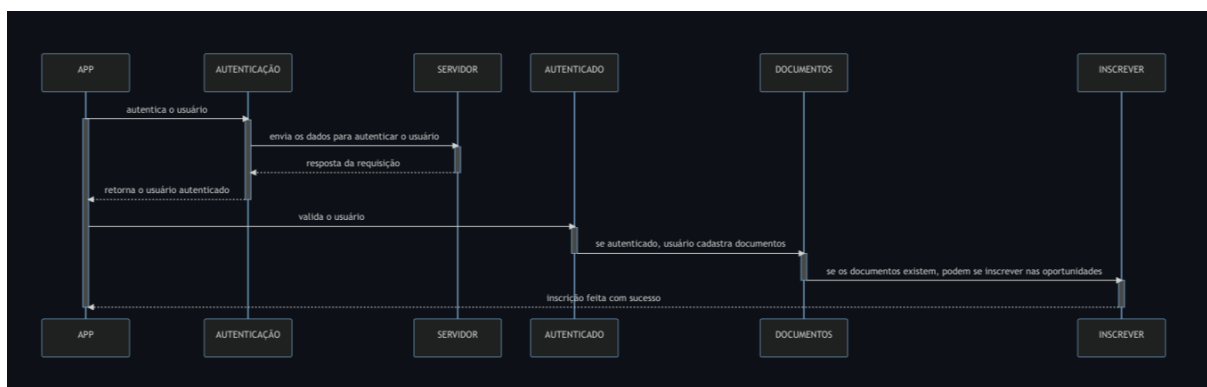 APP
AUTENTICAÇÃO
SERVIDOR
AUTENTICADO
DOCUMENTOS
INSCREVER
autentica o usuário
envia os dados para autenticar o usuário
resposta da requisição
retorna o usuário autenticado
valida o usuário
se autenticado, usuário cadastra documentos
se os documentos existem, podem se inscrever nas oportunidades
inscrição feita com sucesso
APP
AUTENTICAÇÃO
SERVIDOR
AUTENTICADO
DOCUMENTOS
INSCREVER